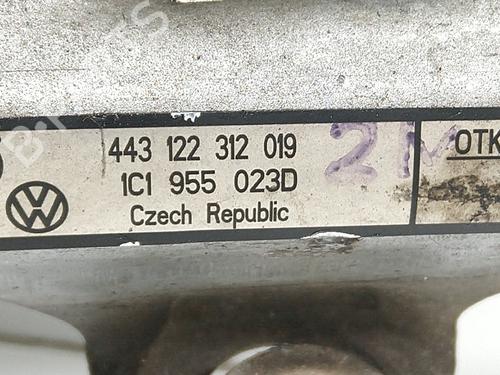 443 122 312 019
1C1 955 023D
Czech Republic
2M
OTK